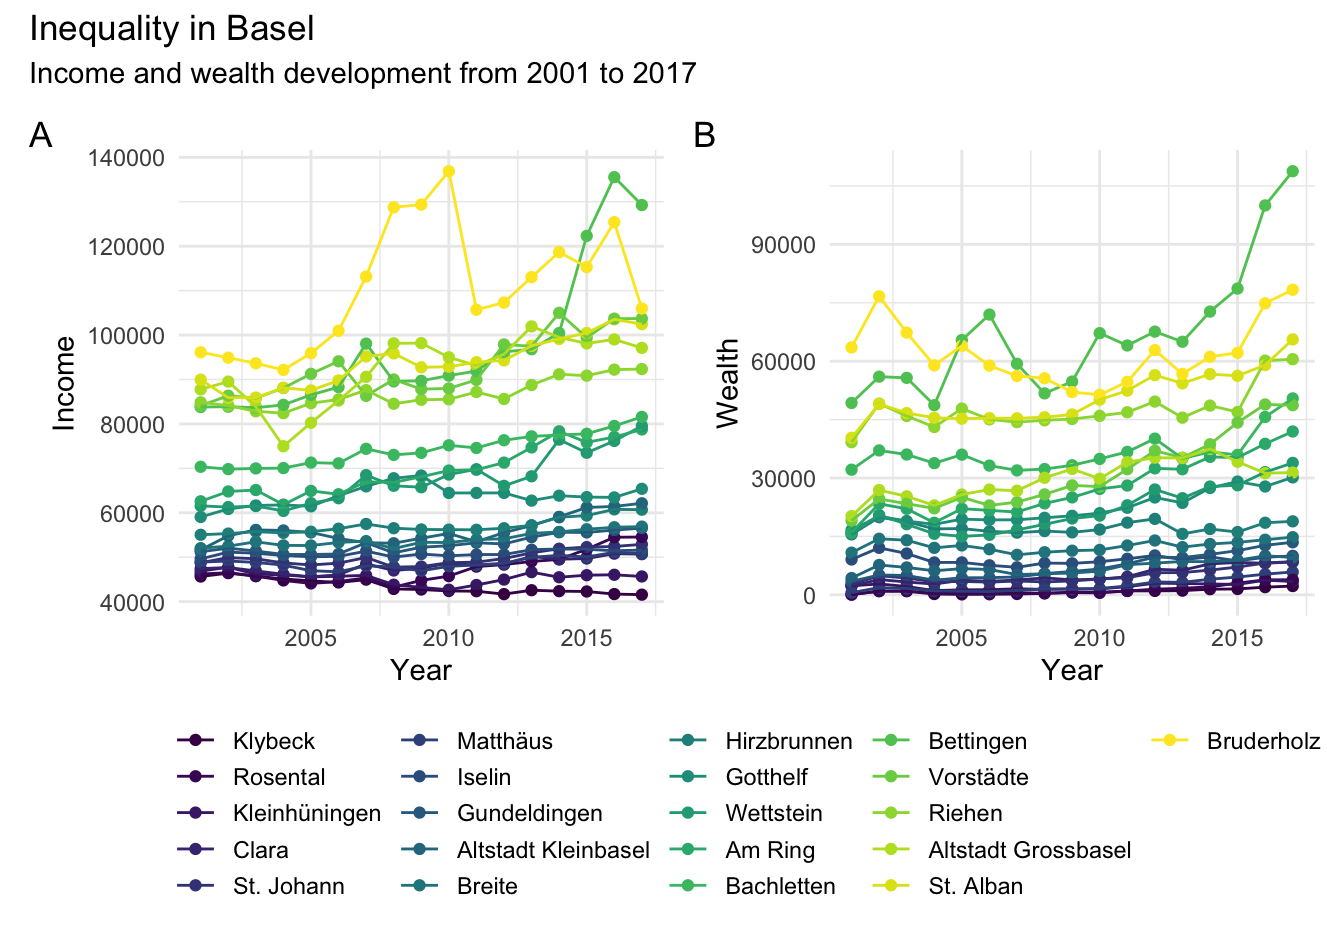 Inequality in Basel
Income and wealth development from 2001 to 2017
A
B
140000
120000
100000
80000
60000
40000
Income
2005 2010 2015
Year
90000
60000
30000
0
Wealth
2005 2010 2015
Year
Klybeck Matthäus Hirzbrunnen Bettingen Bruderholz
Rosental Iselin Gotthelf Vorstädte
Kleinhüningen Gundeldingen Wettstein Riehen
Clara Altstadt Kleinbasel Am Ring Altstadt Grossbasel
St. Johann Breite Bachletten St. Alban